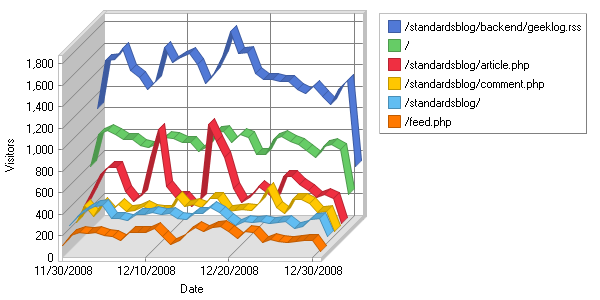 /standardsblog/backend/geeklog.rss
/
/standardsblog/article.php
/standardsblog/comment.php
/standardsblog/
/feed.php
Visitors
1,800
1,600
1,400
1,200
1,000
800
600
400
200
0
11/30/2008 12/10/2008 12/20/2008 12/30/2008
Date